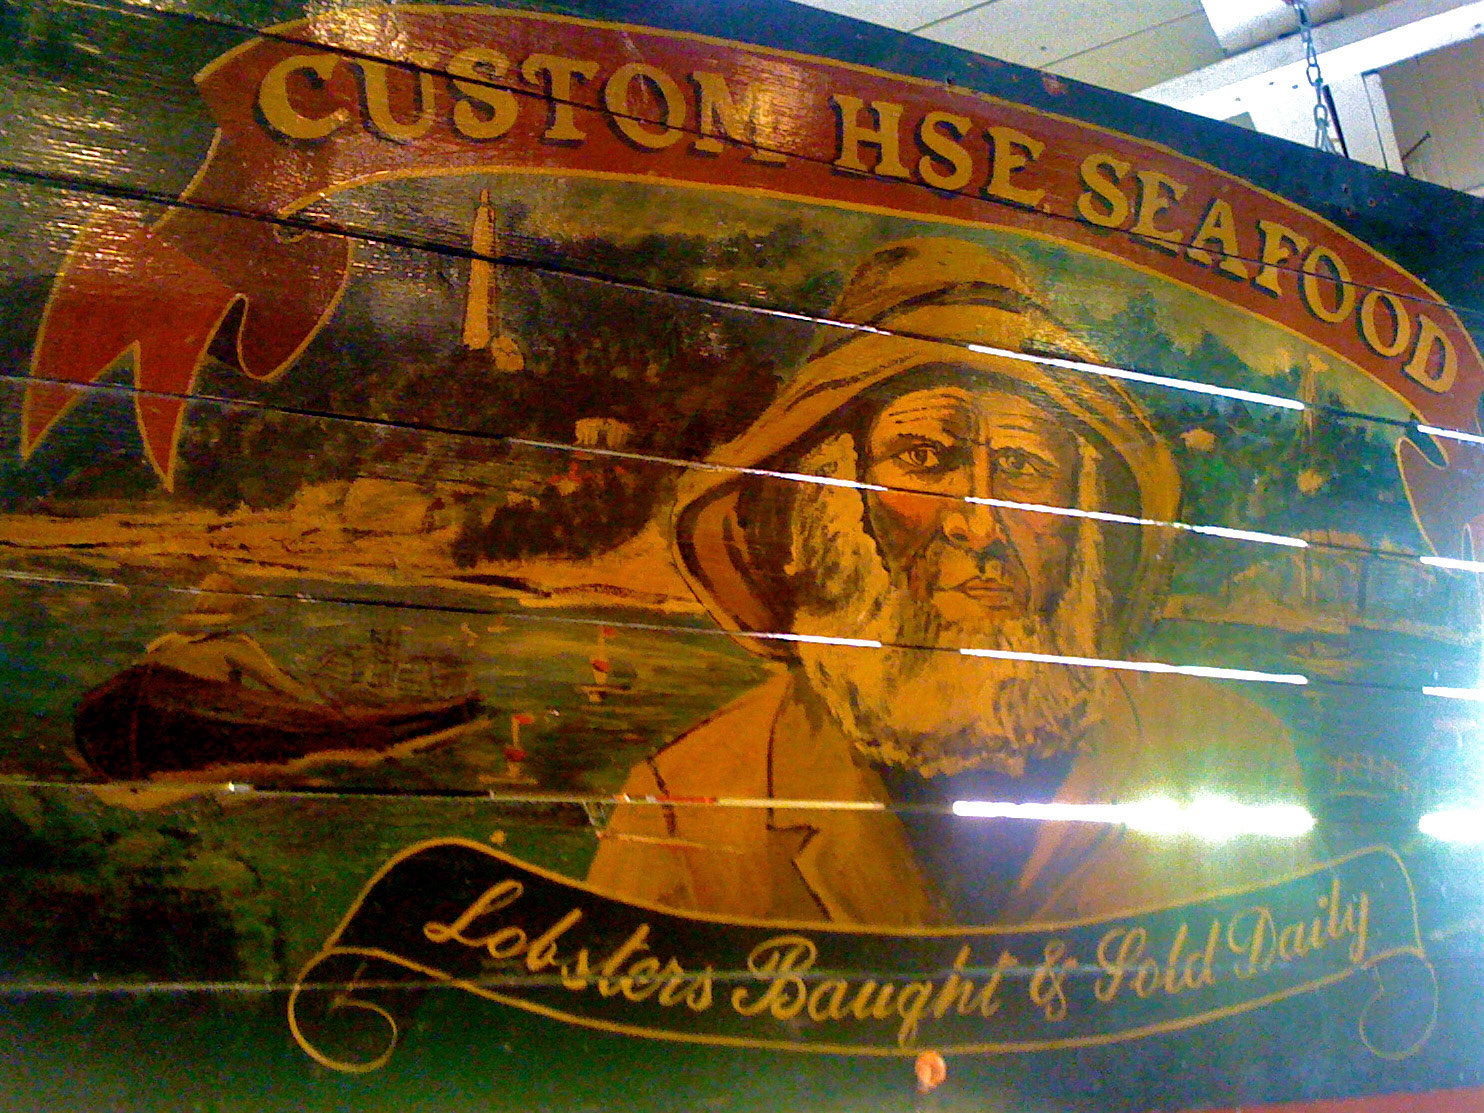 CUSTOM HSE SEAFOOD
Lobsters Baught & Sold Daily